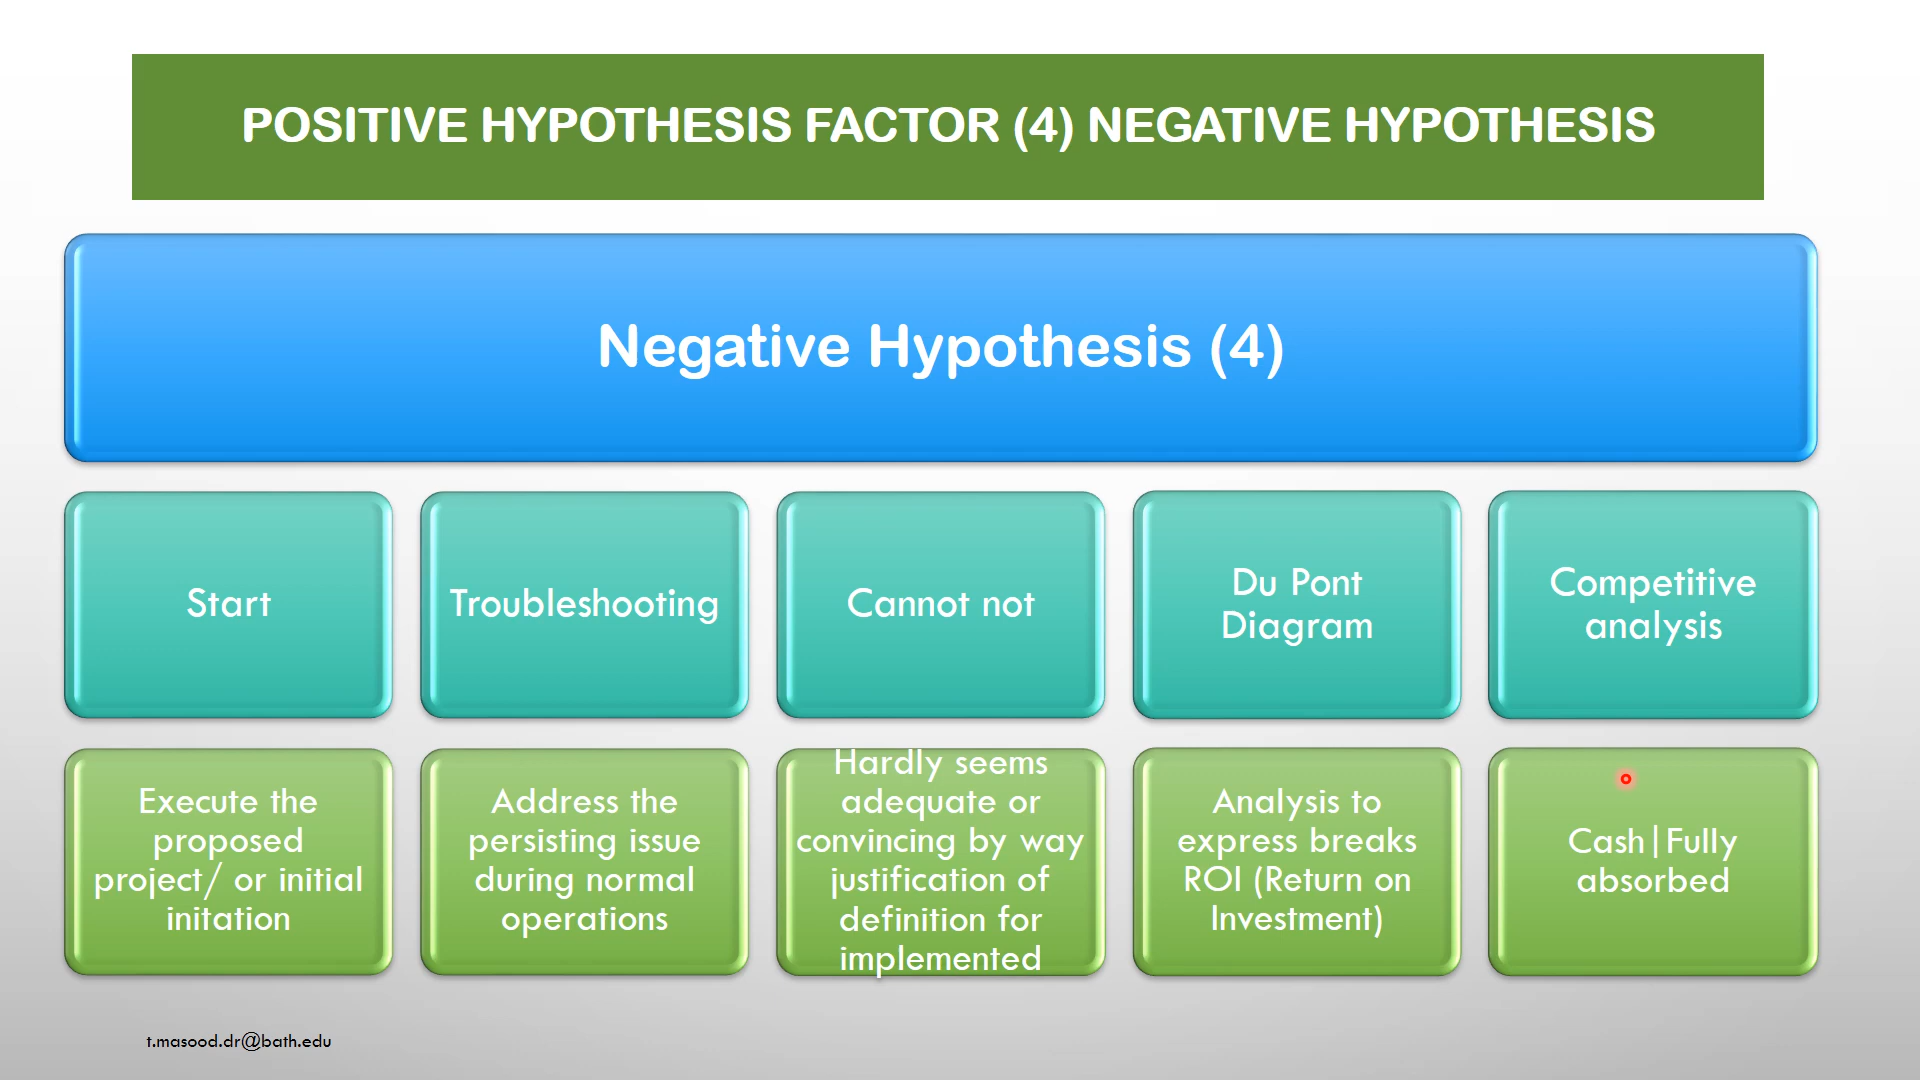 POSITIVE HYPOTHESIS FACTOR (4) NEGATIVE HYPOTHESIS
Negative Hypothesis (4)
Start
Troubleshooting
Cannot not
Du Pont
Diagram
Competitive
analysis
Execute the
proposed
project/ or initial
initation
Address the
persisting issue
during normal
operations
Hardly seems
adequate or
convincing by way
justification of
definition for
implemented
Analysis to
express breaks
ROI (Return on
Investment)
Cash|Fully
absorbed
t.masood.dr@bath.edu